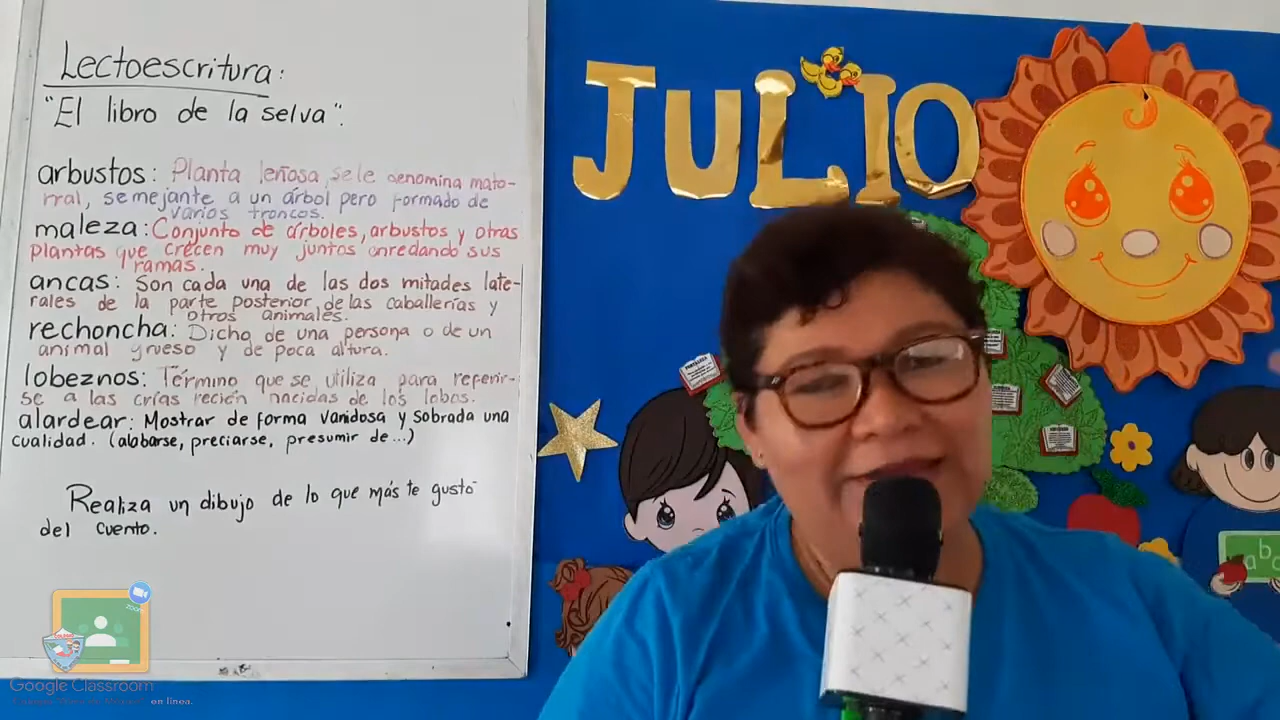 Lectoescritura:
"El libro de la selva".
arbustos: Planta leñosa, se le denomina mato-
rral, semejante a un árbol pero formado de
varios troncos.
maleza: Conjunto de árboles, arbustos y otras
plantas que crecen muy juntos enredando sus
ramas.
ancas: Son cada una de las dos mitades late-
rales de la parte posterior de las caballerías y
otros animales.
rechoncha: Dicho de una persona o de un
animal grueso y de poca altura.
lobeznos: Término que se utiliza para referir-
se a las crías recién nacidas de los lobos.
alardear: Mostrar de forma vanidosa y sobrada una
cualidad. (alabarse, preciarse, presumir de...)
Realiza un dibujo de lo que más te gustó
del cuento.
JULIO
abc
zoom
Google Classroom
en línea.